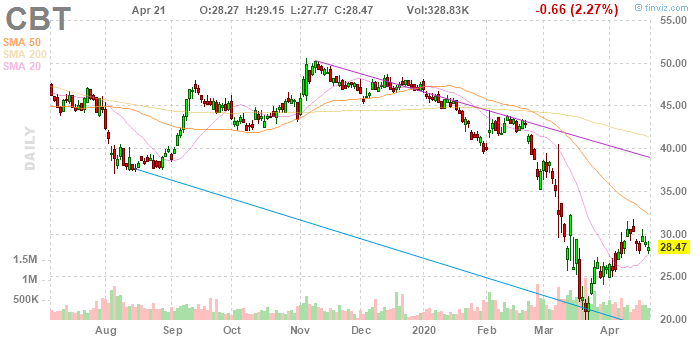 CBT
Apr 21 O:28.27 H:29.15 L:27.77 C:28.47 Vol:328.83K -0.66 (2.27%)
finviz.com
SMA 50
SMA 200
SMA 20
DAILY
55.00
50.00
45.00
40.00
35.00
30.00
28.47
25.00
20.00
1.5M
1M
500K
Aug Sep Oct Nov Dec 2020 Feb Mar Apr